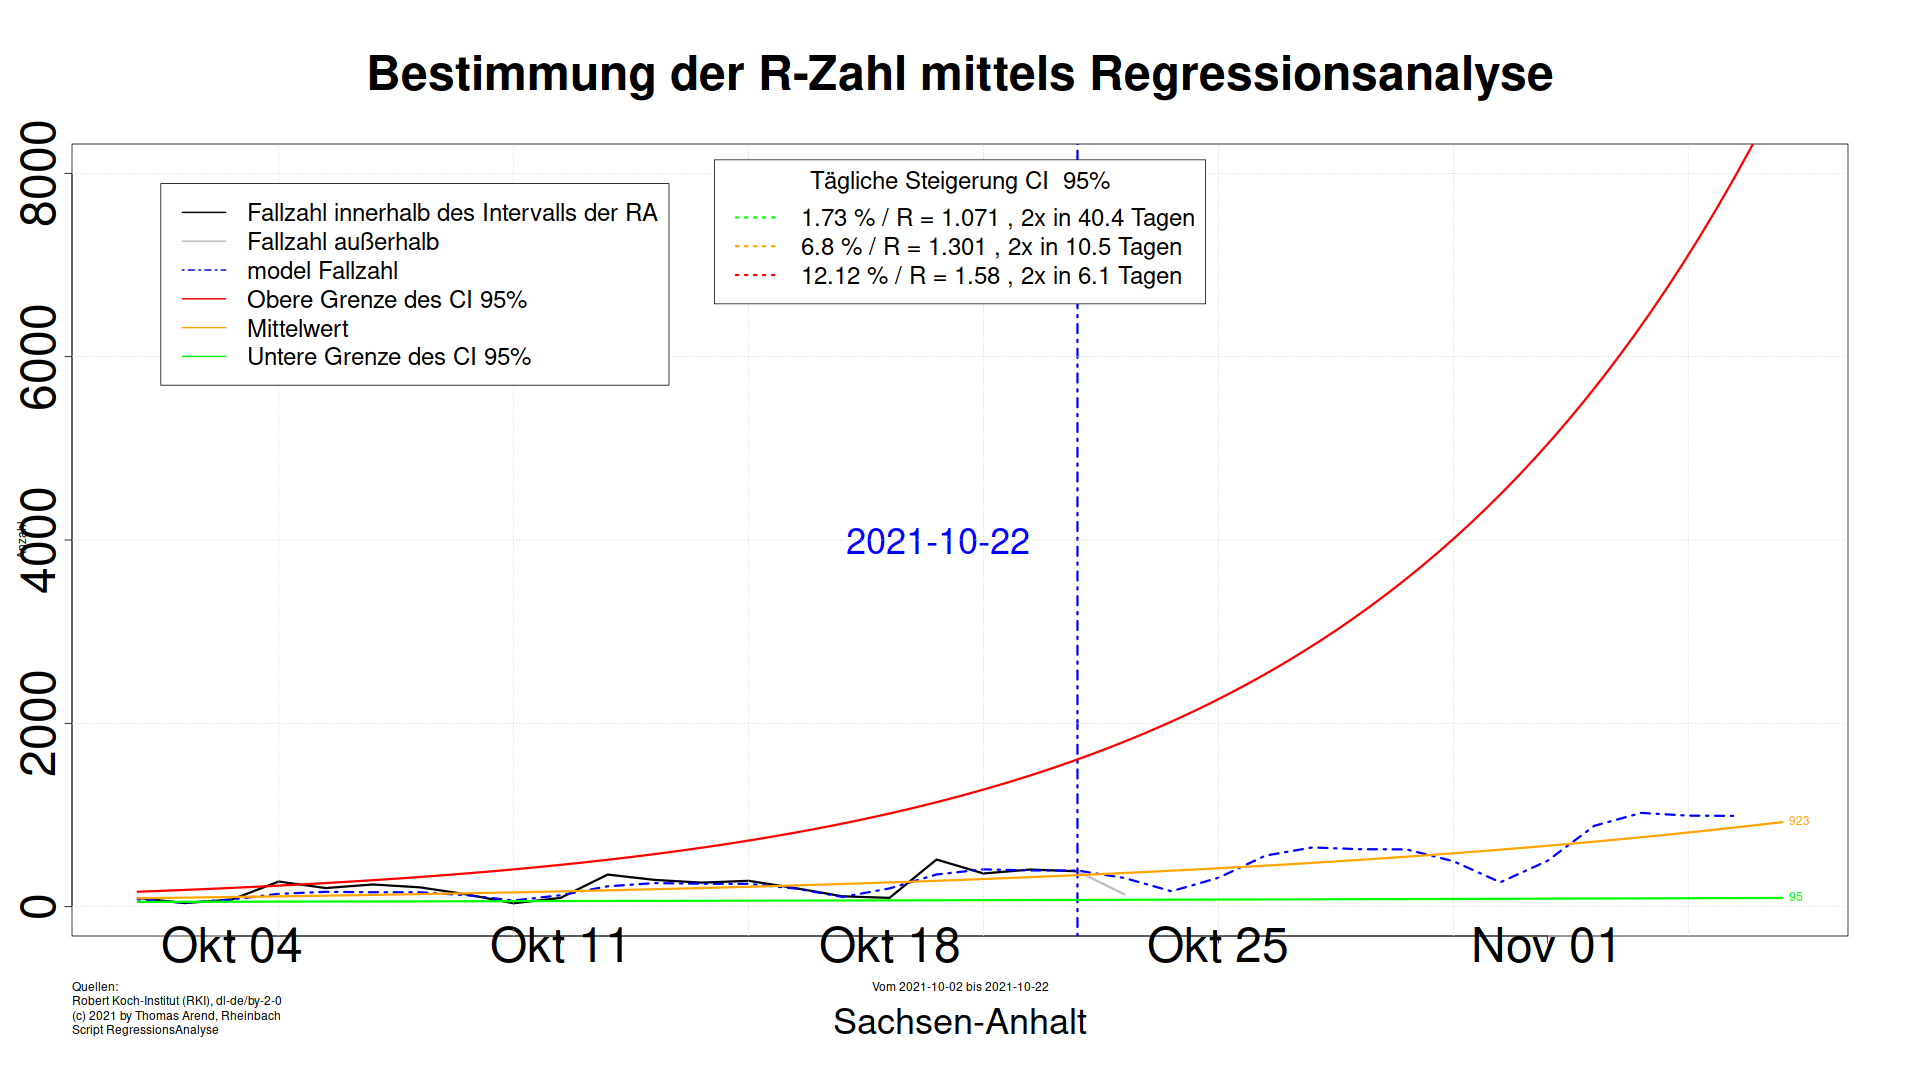 Bestimmung der R-Zahl mittels Regressionsanalyse
8000
6000
4000
2000
0
Anzahl
Fallzahl innerhalb des Intervalls der RA
Fallzahl außerhalb
model Fallzahl
Obere Grenze des CI 95%
Mittelwert
Untere Grenze des CI 95%
Tägliche Steigerung CI 95%
1.73 % / R = 1.071 , 2x in 40.4 Tagen
6.8 % / R = 1.301 , 2x in 10.5 Tagen
12.12 % / R = 1.58 , 2x in 6.1 Tagen
2021-10-22
923
95
Okt 04
Okt 11
Okt 18
Okt 25
Nov 01
Quellen:
Robert Koch-Institut (RKI), dl-de/by-2-0
(c) 2021 by Thomas Arend, Rheinbach
Script RegressionsAnalyse
Vom 2021-10-02 bis 2021-10-22
Sachsen-Anhalt